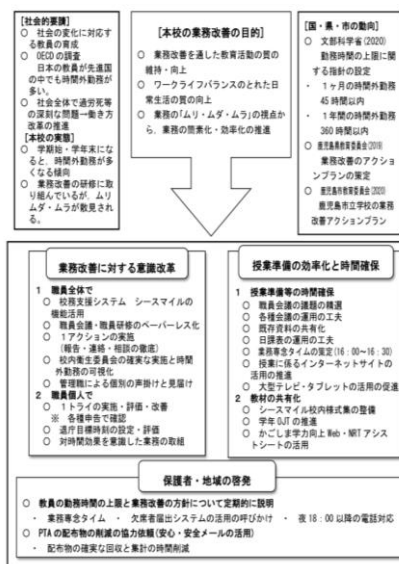 [社会的要請]
○ 社会の変化に対応する教員の育成
○ OECDの調査
日本の教員が先進国の中でも時間外勤務が多い。
○ 社会全体で過労死等の深刻な問題－働き方改革の推進
[本校の実態]
○ 学期始・学年末になると、時間外勤務が多くなる傾向
○ 業務改善の研修に取り組んでいるが、ムリムダ・ムラが散見される。
[本校の業務改善の目的]
○ 業務改善を通した教育活動の質の維持・向上
○ ワークライフバランスのとれた日常生活の質の向上
○ 業務の「ムリ・ムダ・ムラ」の視点から、業務の簡素化・効率化の推進
[国・県・市の動向]
○ 文部科学省(2020)
勤務時間の上限に関する指針の設定
・ 1ヶ月の時間外勤務 45時間以内
・ 1年間の時間外勤務 360時間以内
○ 鹿児島県教育委員会(2019)
業務改善のアクションプランの策定
○ 鹿児島市教育委員会(2020)
鹿児島市立学校の業務改善アクションプラン
業務改善に対する意識改革
1 職員全体で
○ 校務支援システム シースマイルの機能活用
○ 職員会議・職員研修のペーパーレス化
○ 1アクションの実施
(報告・連絡・相談の徹底)
○ 校内衛生委員会の確実な実施と時間外勤務の可視化
○ 管理職による個別の声掛けと見届け
2 職員個人で
○ 1トライの実施・評価・改善
※ 各種申告で確認
○ 退庁目標時刻の設定・評価
○ 対時間効果を意識した業務の取組
授業準備の効率化と時間確保
1 授業準備等の時間確保
○ 職員会議の議題の精選
○ 各種会議の運用の工夫
○ 既存資料の共有化
○ 日課表の運用の工夫
○ 業務専念タイムの策定(16:00～16:30)
○ 授業に係るインターネットサイトの活用の推進
○ 大型テレビ・タブレットの活用の促進
2 教材の共有化
○ シースマイル校内様式集の整備
○ 学年OJTの推進
○ かごしま学力向上Web・NRTアシストシートの活用
保護者・地域の啓発
○ 教員の勤務時間の上限と業務改善の方針について定期的に説明
・ 業務専念タイム ・ 欠席者届出システムの活用の呼びかけ ・ 夜18:00以降の電話対応
○ PTAの配布物の削減の協力依頼(安心・安全メールの活用)
・ 配布物の確実な回収と集計の時間削減